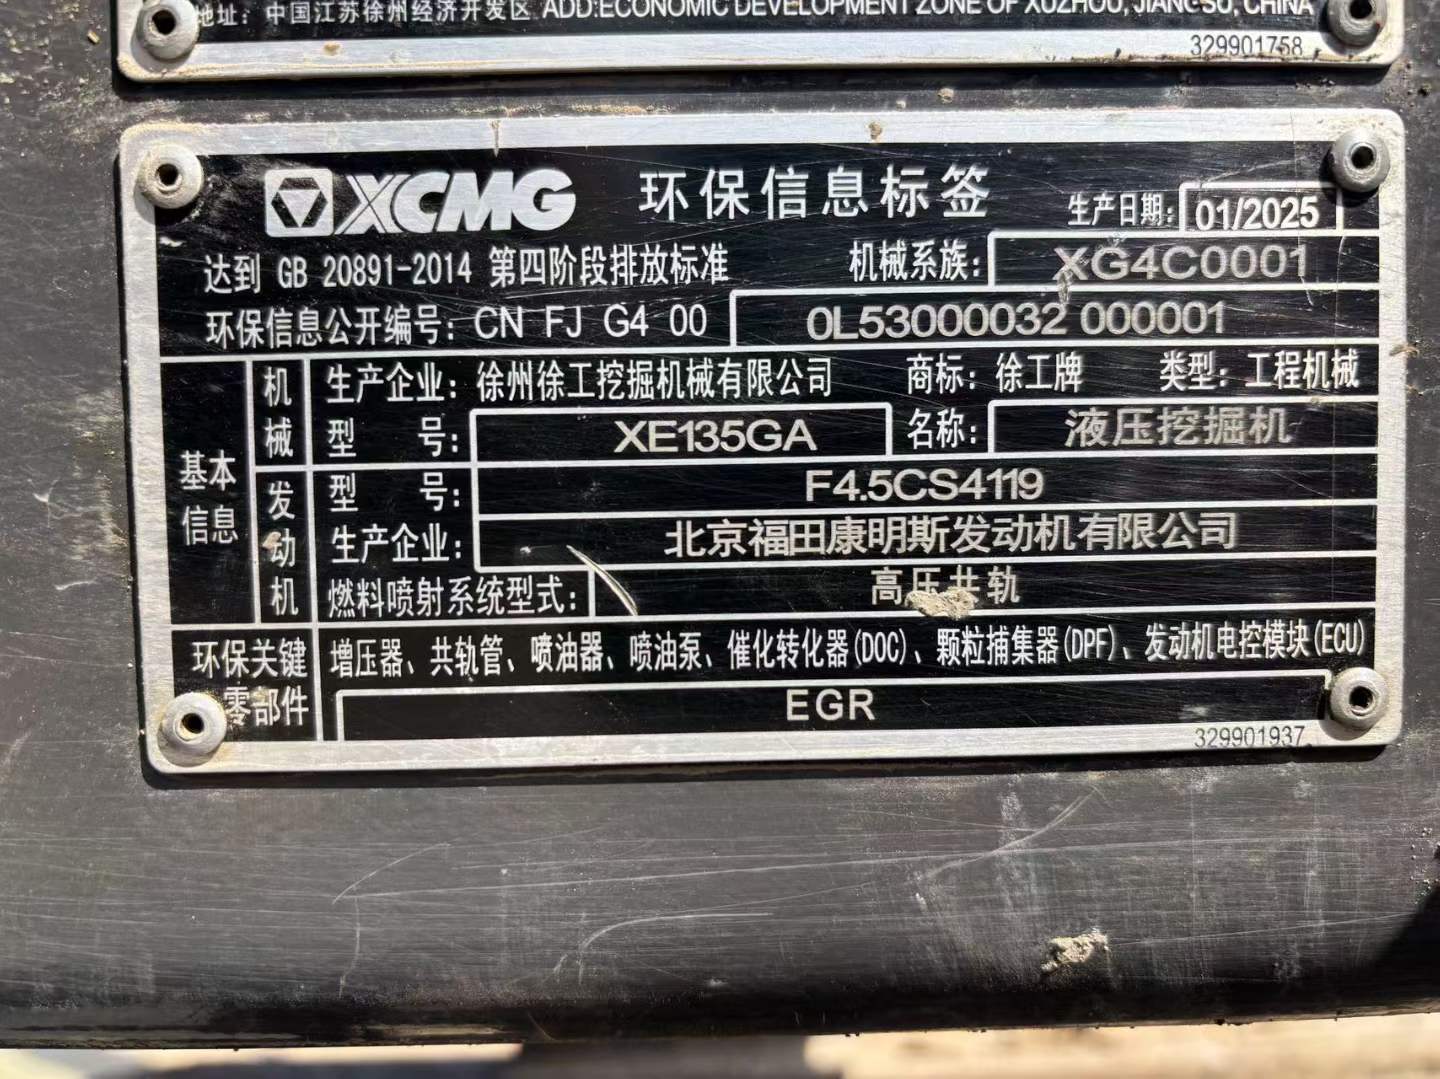 地址: 中国江苏徐州经济开发区 ADD:ECONOMIC DEVELOPMENT ZONE OF XUZHOU, JIANGSU, CHINA
329901758
XCMG 环保信息标签 生产日期: 01/2025
达到 GB 20891-2014 第四阶段排放标准 机械系族: XG4C0001
环保信息公开编号: CN FJ G4 00 0L53000032 000001
基本信息
机械
生产企业: 徐州徐工挖掘机械有限公司 商标: 徐工牌 类型: 工程机械
型 号: XE135GA 名称: 液压挖掘机
发动机
型 号: F4.5CS4119
生产企业: 北京福田康明斯发动机有限公司
燃料喷射系统型式: 高压共轨
环保关键零部件
增压器、共轨管、喷油器、喷油泵、催化转化器(DOC)、颗粒捕集器(DPF)、发动机电控模块(ECU)
EGR
329901937